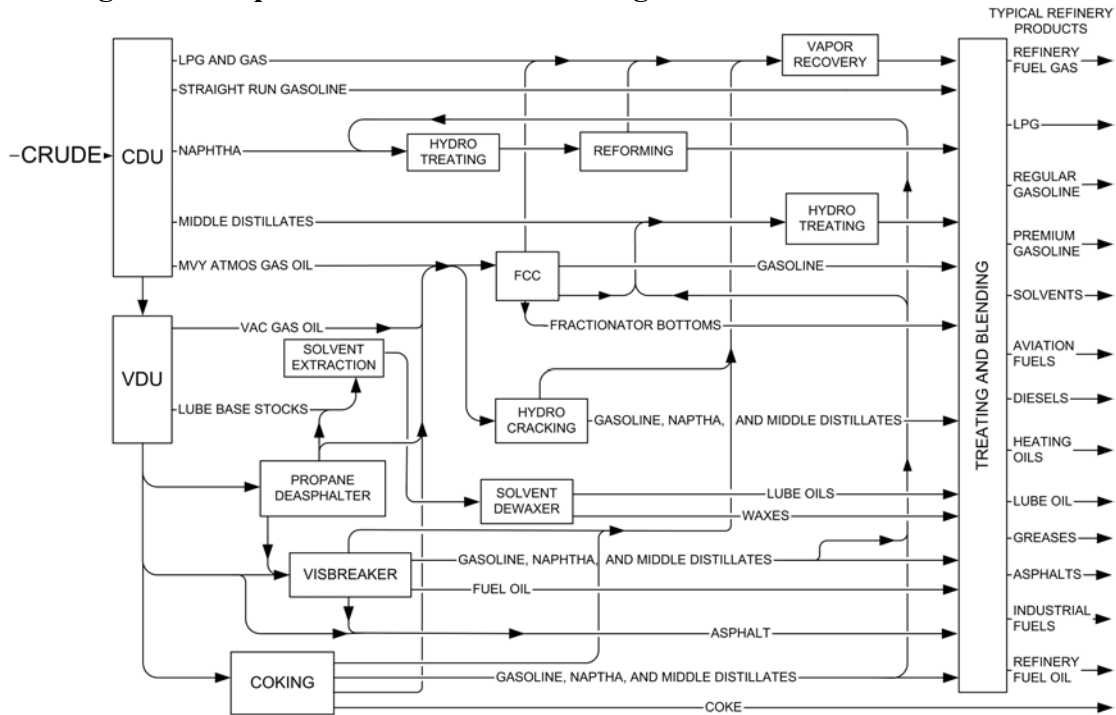 TYPICAL REFINERY
PRODUCTS
LPG AND GAS
VAPOR
RECOVERY
REFINERY
FUEL GAS
STRAIGHT RUN GASOLINE
CRUDE
CDU
NAPHTHA
HYDRO
TREATING
REFORMING
LPG
REGULAR
GASOLINE
MIDDLE DISTILLATES
HYDRO
TREATING
PREMIUM
GASOLINE
MVY ATMOS GAS OIL
FCC
GASOLINE
SOLVENTS
VDU
VAC GAS OIL
FRACTIONATOR BOTTOMS
SOLVENT
EXTRACTION
AVIATION
FUELS
LUBE BASE STOCKS
HYDRO
CRACKING
GASOLINE, NAPTHA, AND MIDDLE DISTILLATES
TREATING AND BLENDING
DIESELS
HEATING
OILS
PROPANE
DEASPHALTER
SOLVENT
DEWAXER
LUBE OILS
WAXES
LUBE OIL
GREASES
VISBREAKER
GASOLINE, NAPHTHA, AND MIDDLE DISTILLATES
FUEL OIL
ASPHALTS
ASPHALT
INDUSTRIAL
FUELS
COKING
GASOLINE, NAPTHA, AND MIDDLE DISTILLATES
REFINERY
FUEL OIL
COKE